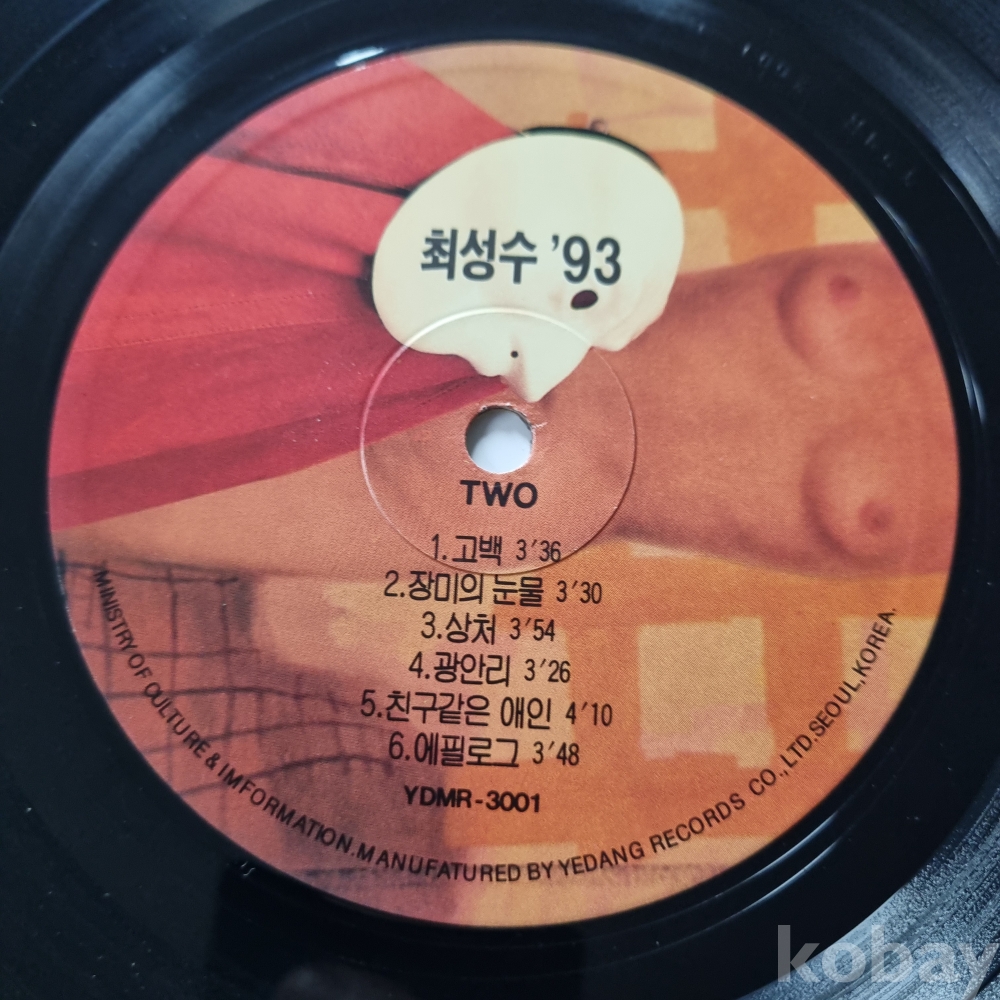 최성수 '93
TWO
1.고백 3'36
2.장미의 눈물 3'30
3.상처 3'54
4.광안리 3'26
5.친구같은 애인 4'10
6.에필로그 3'48
YDMR-3001
"MINISTRY OF CULTURE & IMFORMATION.MANUFATURED BY YEDANG RECORDS CO.,LTD.SEOUL,KOREA.
kobay